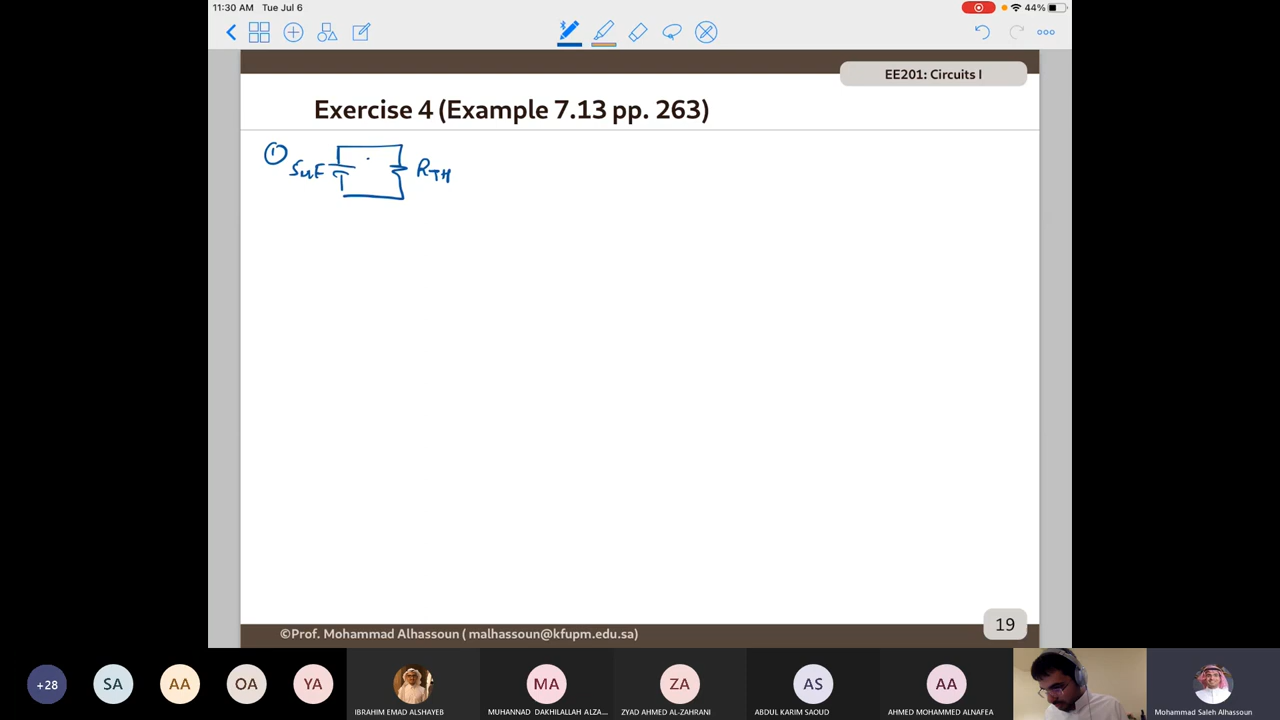 11:30 AM Tue Jul 6
44%
EE201: Circuits I
Exercise 4 (Example 7.13 pp. 263)
①
5uF
RTH
©Prof. Mohammad Alhassoun ( malhassoun@kfupm.edu.sa)
19
+28
SA
AA
OA
YA
MA
ZA
AS
AA
IBRAHIM EMAD ALSHAYEB
MUHANNAD DAKHILALLAH ALZA...
ZYAD AHMED AL-ZAHRANI
ABDUL KARIM SAOUD
AHMED MOHAMMED ALNAFEA
Mohammad Saleh Alhassoun